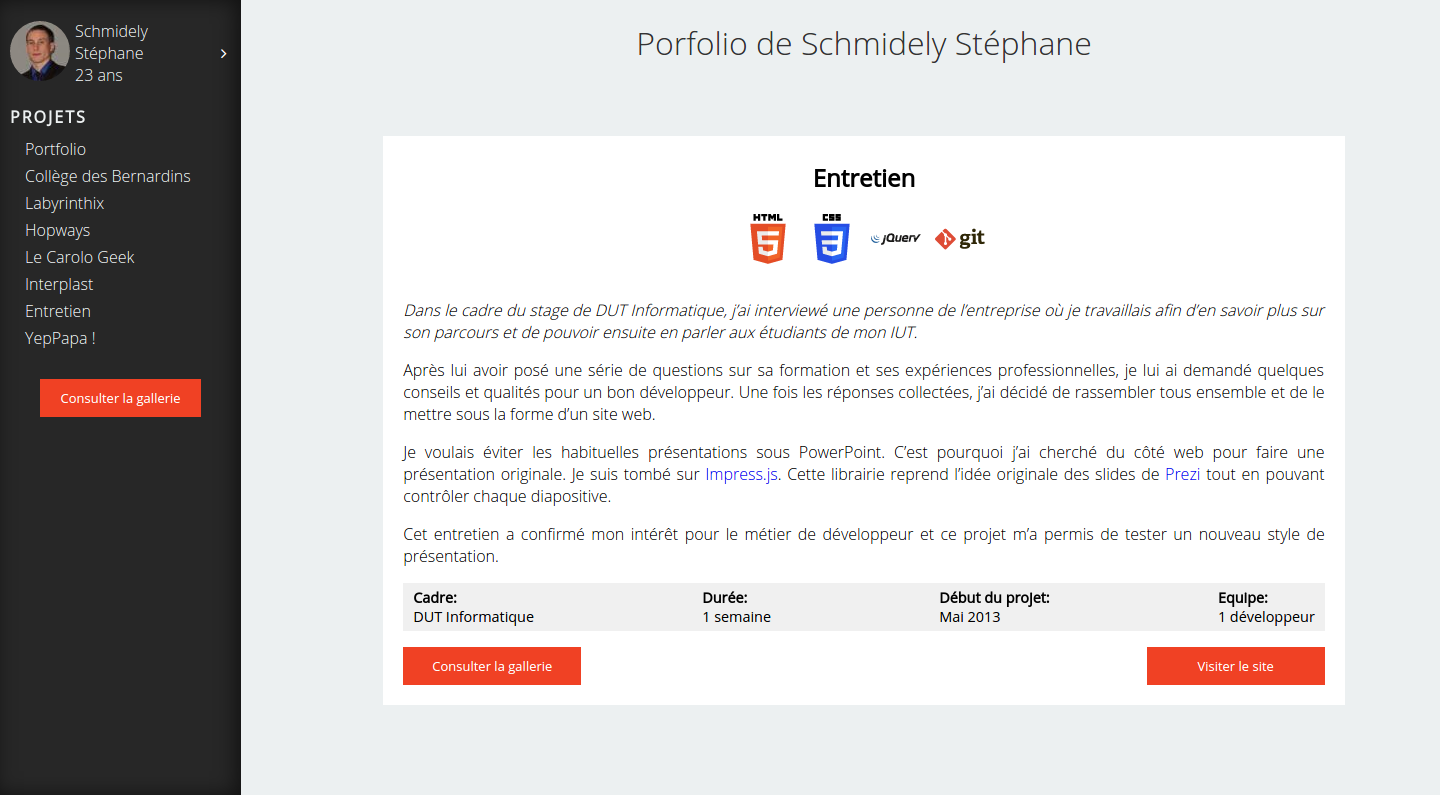 Schmidely
Stéphane
23 ans
PROJETS
Portfolio
Collège des Bernardins
Labyrinthix
Hopways
Le Carolo Geek
Interplast
Entretien
YepPapa !
Consulter la gallerie
Porfolio de Schmidely Stéphane
Entretien
HTML
5
CSS
3
jQuery
git
Dans le cadre du stage de DUT Informatique, j’ai interviewé une personne de l’entreprise où je travaillais afin d’en savoir plus sur
son parcours et de pouvoir ensuite en parler aux étudiants de mon IUT.
Après lui avoir posé une série de questions sur sa formation et ses expériences professionnelles, je lui ai demandé quelques
conseils et qualités pour un bon développeur. Une fois les réponses collectées, j’ai décidé de rassembler tous ensemble et de le
mettre sous la forme d’un site web.
Je voulais éviter les habituelles présentations sous PowerPoint. C’est pourquoi j’ai cherché du côté web pour faire une
présentation originale. Je suis tombé sur Impress.js. Cette librairie reprend l’idée originale des slides de Prezi tout en pouvant
contrôler chaque diapositive.
Cet entretien a confirmé mon intérêt pour le métier de développeur et ce projet m’a permis de tester un nouveau style de
présentation.
Cadre:
DUT Informatique
Durée:
1 semaine
Début du projet:
Mai 2013
Equipe:
1 développeur
Consulter la gallerie
Visiter le site